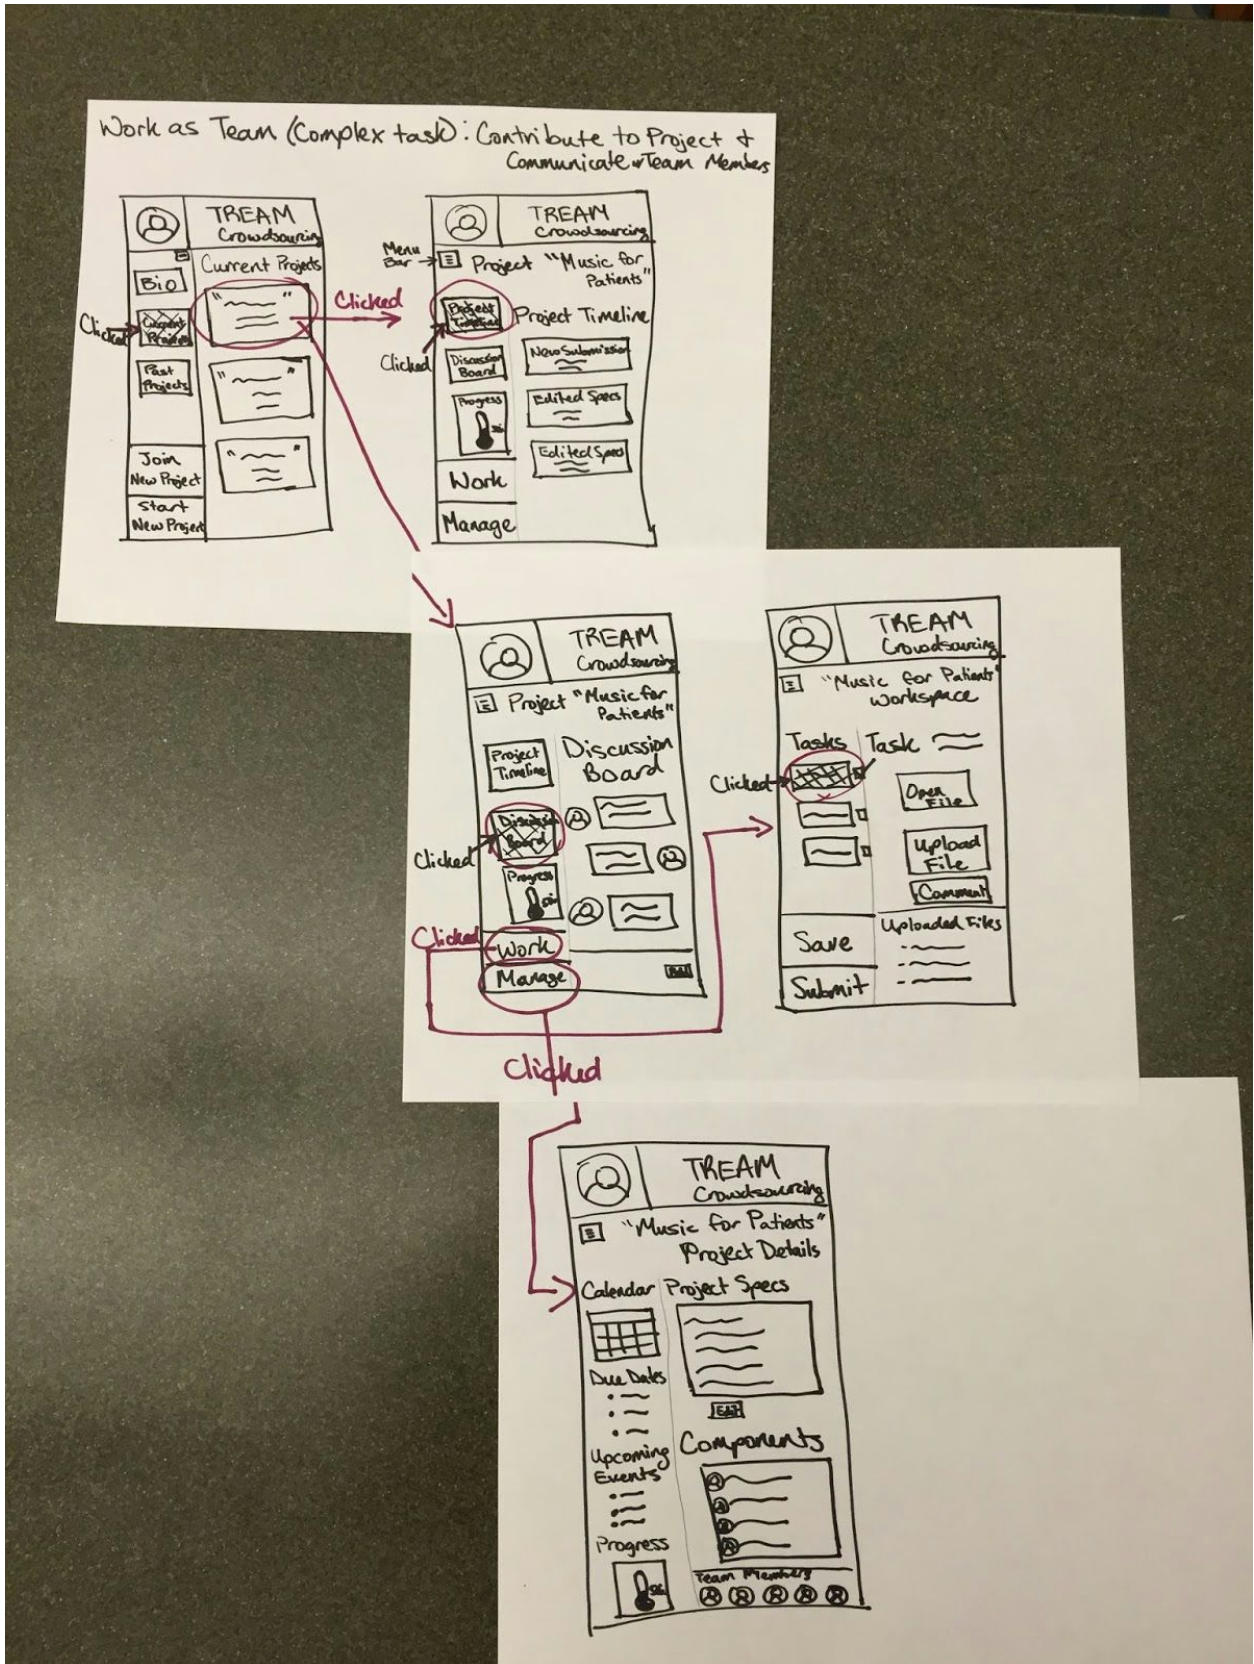 Work as Team (Complex task): Contribute to Project &
Communicate w Team Members
TREAM
Crowdsourcing
Bio
Current Projects
Clicked
Current
Projects
Past
Projects
Join
New Project
Start
New Project
Clicked
TREAM
Crowdsourcing
Menu
Bar
Project "Music for
Patients"
Project
Timeline
Project Timeline
Clicked
Discussion
Board
Progress
New Submission
Edited Specs
Edited Specs
Work
Manage
TREAM
Crowdsourcing
Project "Music for
Patients"
Project
Timeline
Discussion
Board
Discussion
Board
Clicked
Progress
Clicked
Work
Manage
Clicked
TREAM
Crowdsourcing
"Music for Patients"
Workspace
Tasks
Task
Clicked
Open
File
Upload
File
Comment
Uploaded Files
Save
Submit
TREAM
Crowdsourcing
"Music for Patients"
Project Details
Calendar
Project Specs
Due Dates
Edit
Upcoming
Events
Components
Progress
Team Members